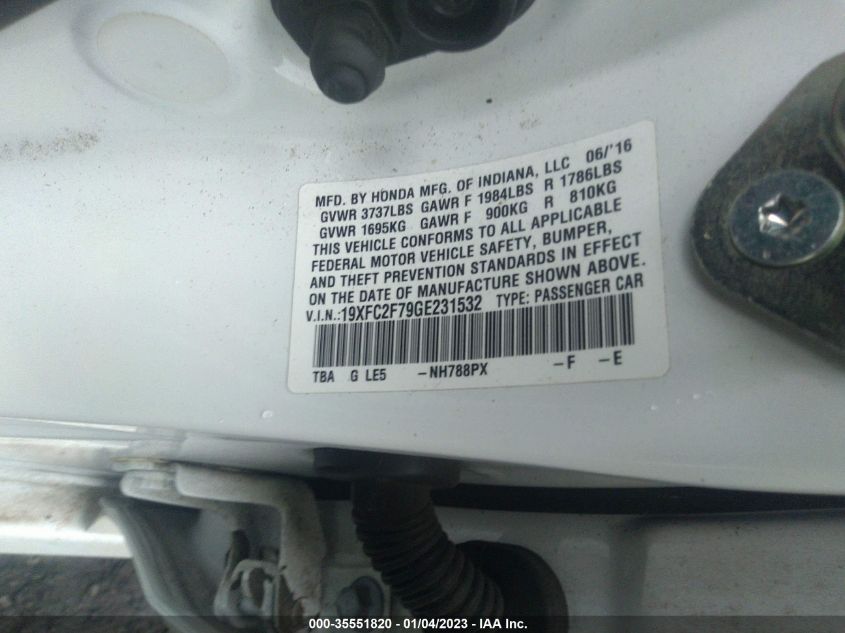 MFD. BY HONDA MFG. OF INDIANA, LLC 06/'16
GVWR 3737LBS GAWR F 1984LBS R 1786LBS
GVWR 1695KG GAWR F 900KG R 810KG
THIS VEHICLE CONFORMS TO ALL APPLICABLE
FEDERAL MOTOR VEHICLE SAFETY, BUMPER,
AND THEFT PREVENTION STANDARDS IN EFFECT
ON THE DATE OF MANUFACTURE SHOWN ABOVE.
V.I.N.:19XFC2F79GE231532 TYPE: PASSENGER CAR
TBA G LE5 -NH788PX -F -E
000-35551820 - 01/04/2023 - IAA Inc.